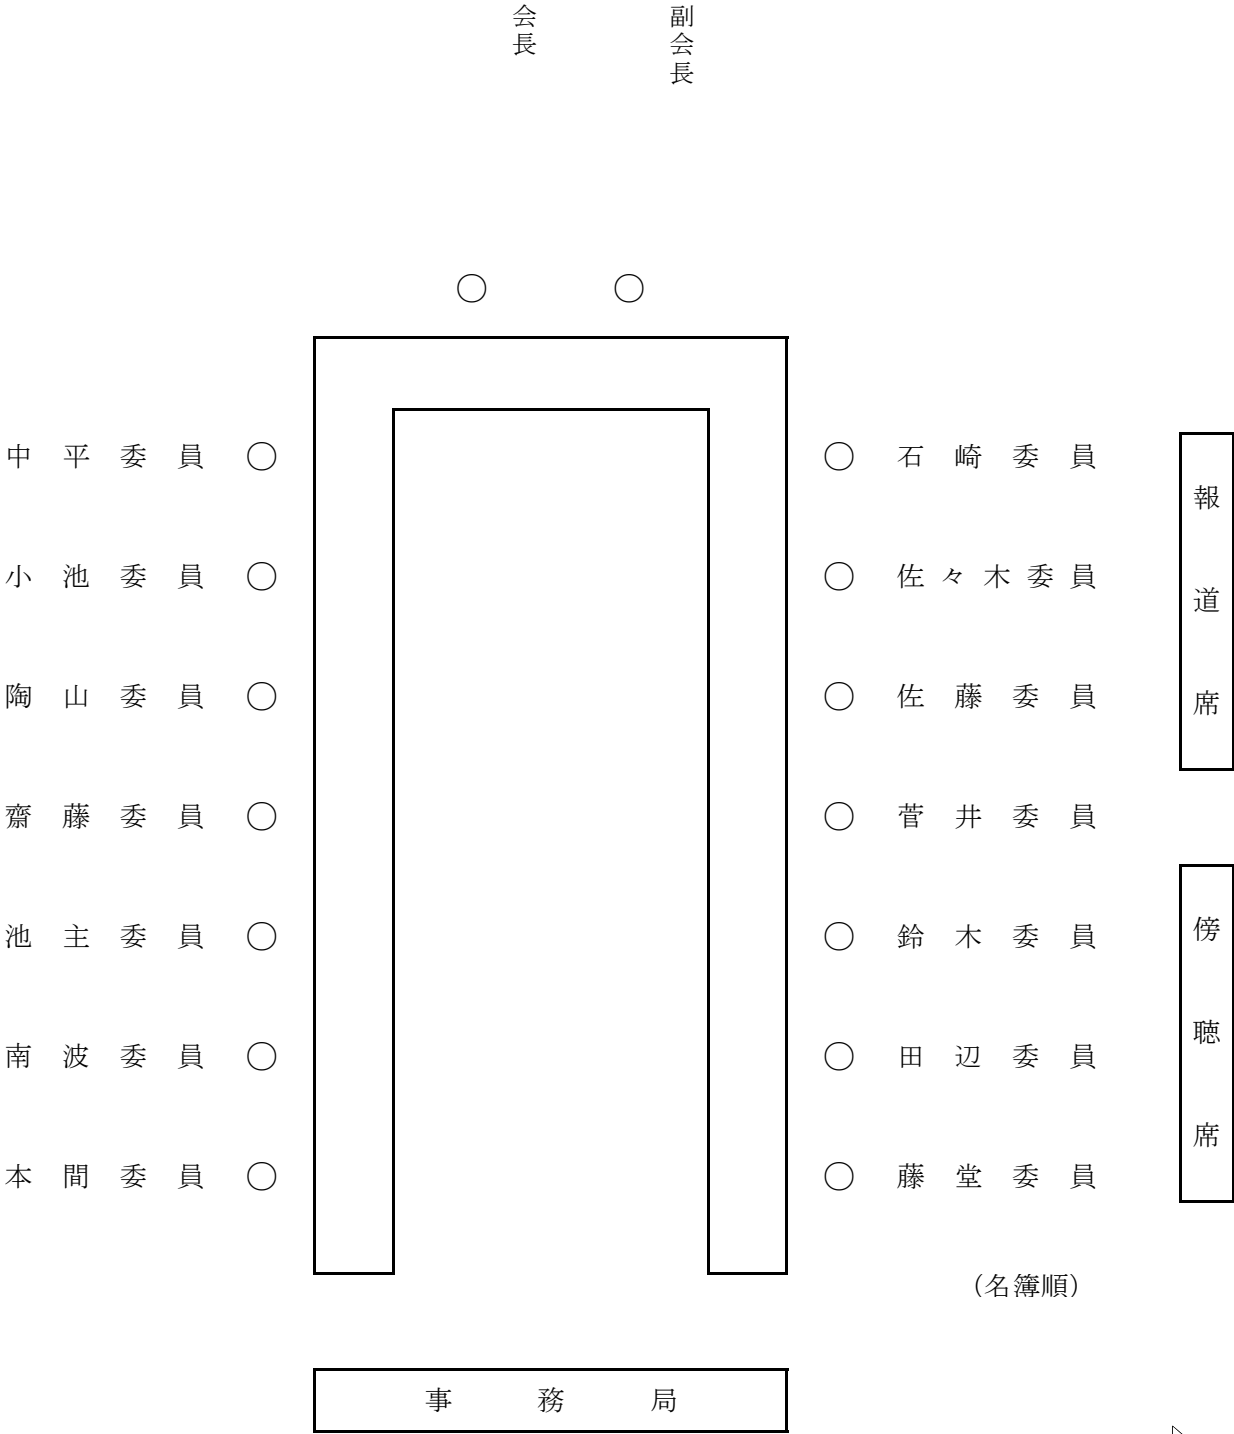 会長
副会長
〇 〇
中平委員 〇
〇 石崎委員
小池委員 〇
〇 佐々木委員
陶山委員 〇
〇 佐藤委員
齋藤委員 〇
〇 菅井委員
池主委員 〇
〇 鈴木委員
南波委員 〇
〇 田辺委員
本間委員 〇
〇 藤堂委員
報道席
傍聴席
（名簿順）
事務局